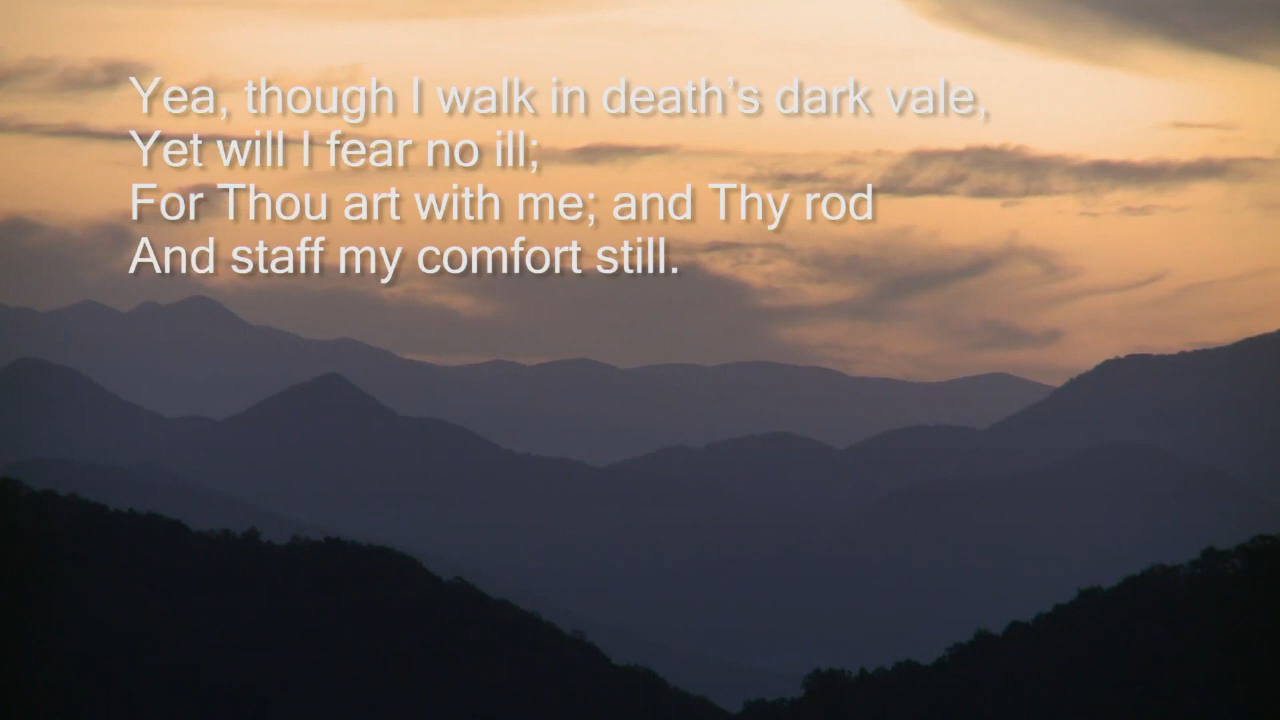 Yea, though I walk in death’s dark vale,
Yet will I fear no ill;
For Thou art with me; and Thy rod
And staff my comfort still.